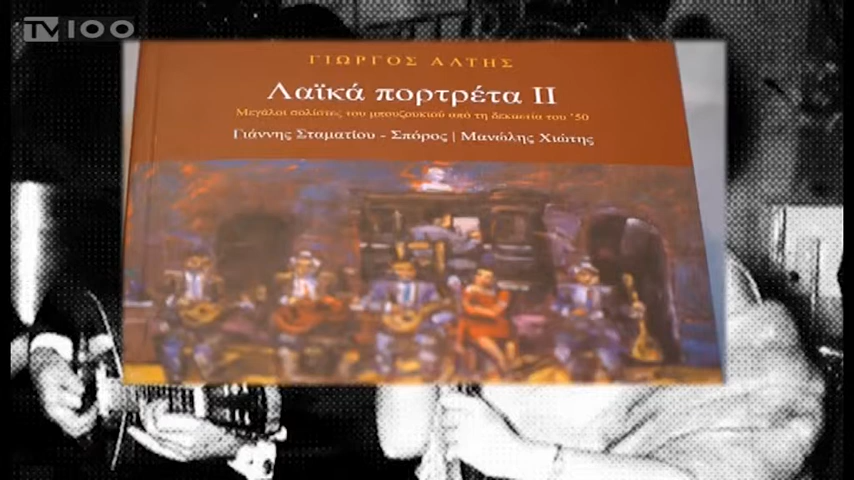 TV100
ΓΙΩΡΓΟΣ ΑΛΤΗΣ
Λαϊκά πορτρέτα ΙΙ
Μεγάλοι σολίστες του μπουζουκιού από τη δεκαετία του '50
Γιάννης Σταματίου - Σπόρος | Μανώλης Χιώτης